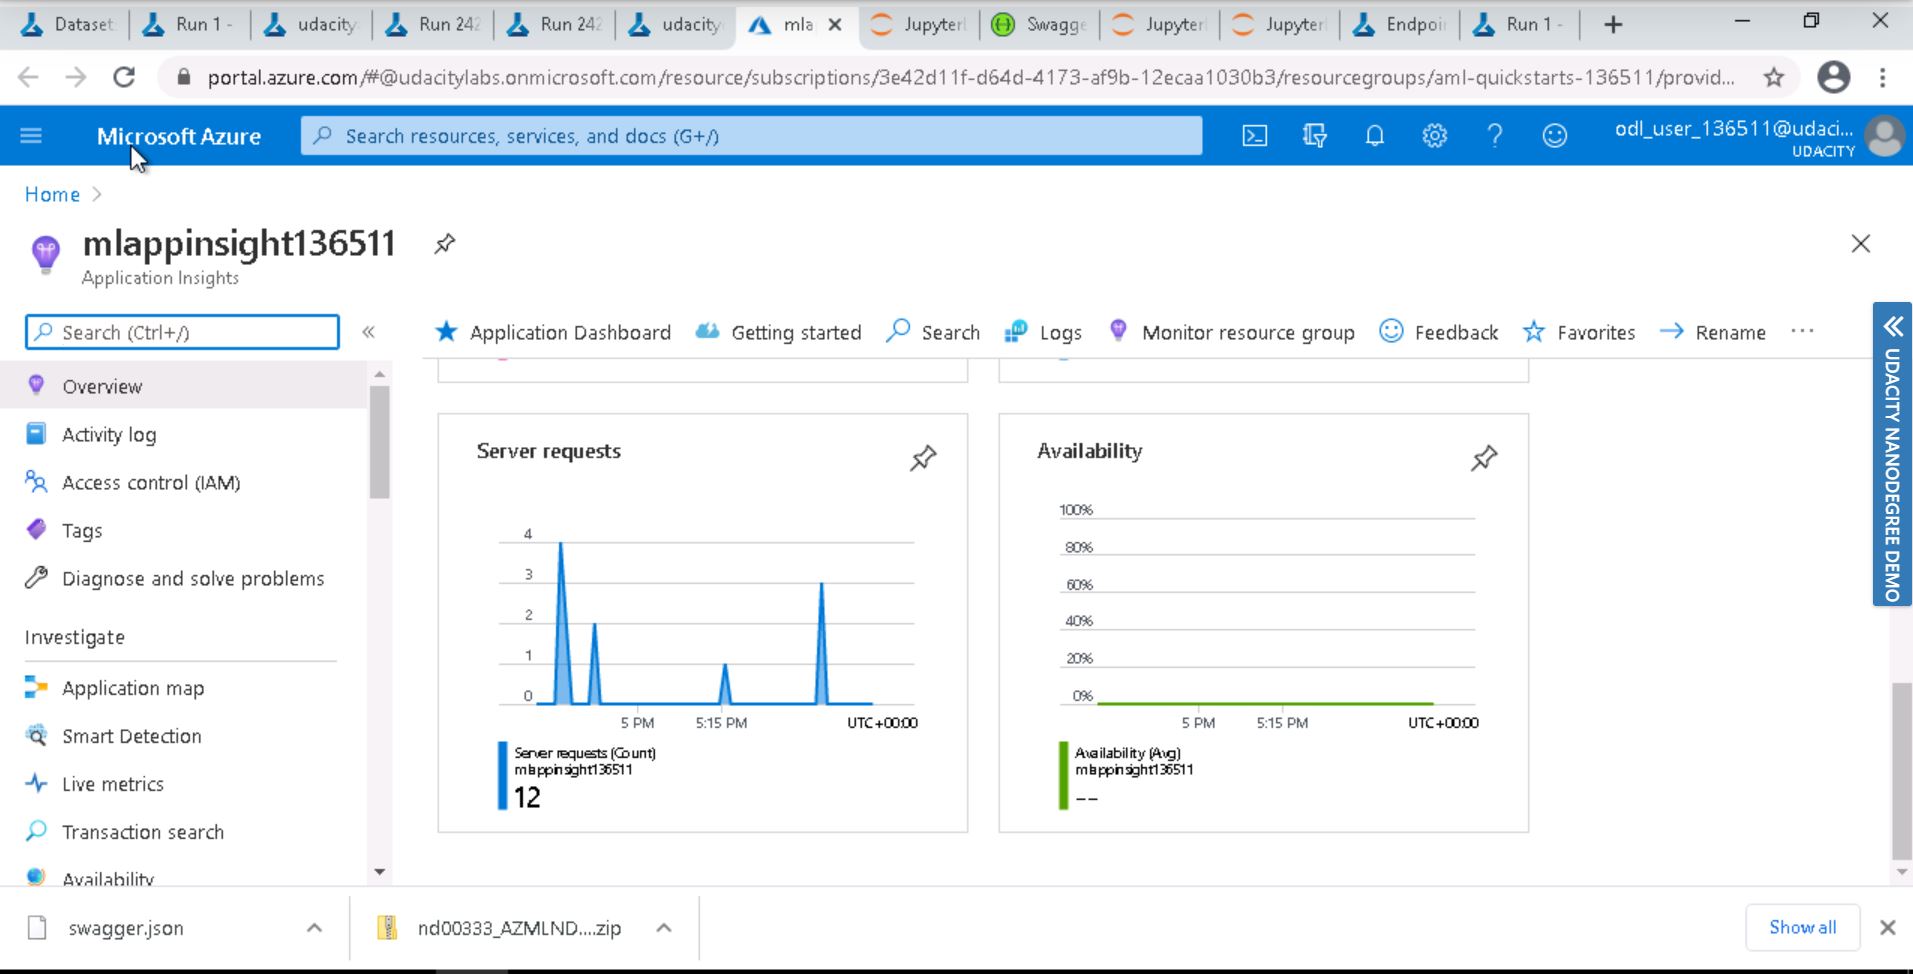 Dataset
Run 1 -
udacity
Run 242
Run 242
udacity
mla
Jupyterl
Swagge
Jupyterl
Jupyterl
Endpoi
Run 1 -
portal.azure.com/#@udacitylabs.onmicrosoft.com/resource/subscriptions/3e42d11f-d64d-4173-af9b-12ecaa1030b3/resourcegroups/aml-quickstarts-136511/provid...
Microsoft Azure
Search resources, services, and docs (G+/)
odl_user_136511@udaci...
UDACITY
Home >
mlappinsight136511
Application Insights
Search (Ctrl+/)
«
Application Dashboard
Getting started
Search
Logs
Monitor resource group
Feedback
Favorites
Rename
...
Overview
Activity log
Access control (IAM)
Tags
Diagnose and solve problems
Investigate
Application map
Smart Detection
Live metrics
Transaction search
Availability
Server requests
4
3
2
1
0
5 PM
5:15 PM
UTC+00:00
Server requests (Count)
mlappinsight136511
12
Availability
100%
80%
60%
40%
20%
0%
5 PM
5:15 PM
UTC+00:00
Availability (Avg)
mlappinsight136511
--
« UDACITY NANODEGREE DEMO
swagger.json
nd00333_AZMLND....zip
Show all